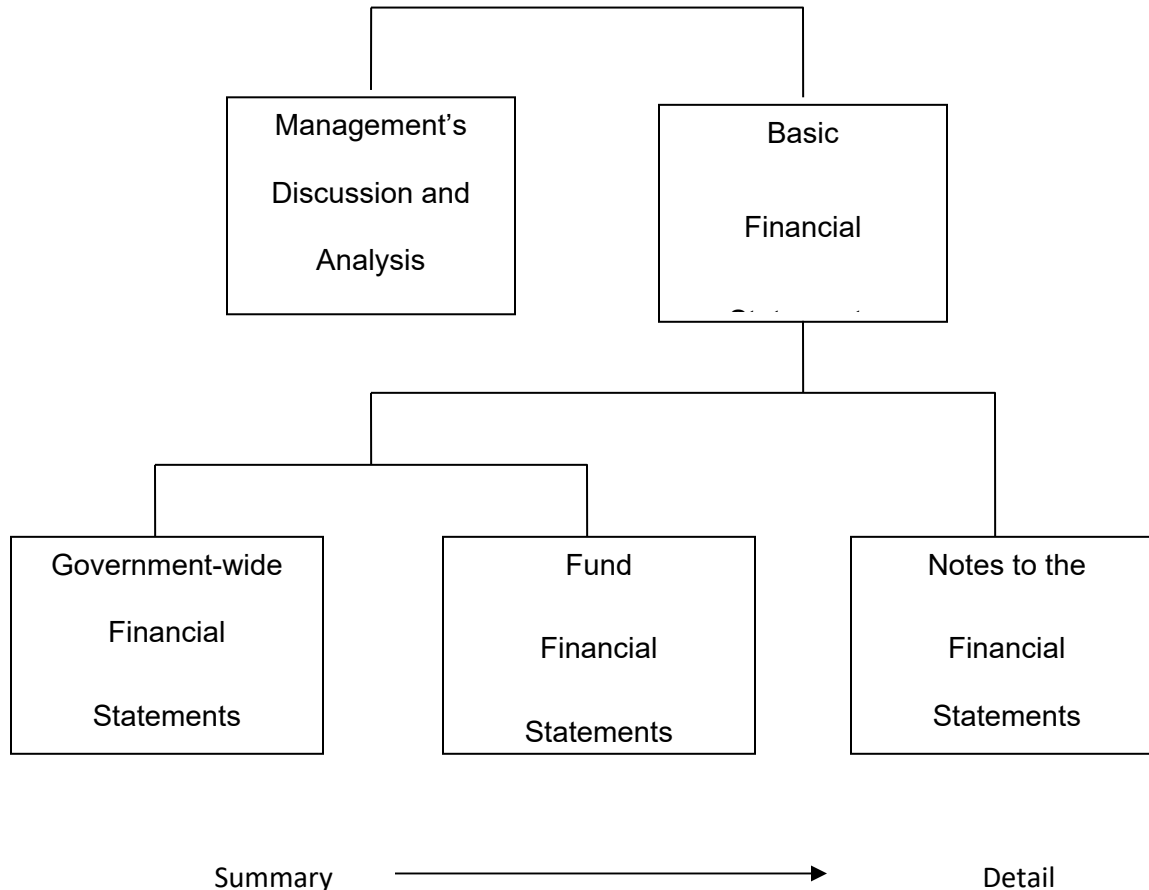 Management’s
Discussion and
Analysis
Basic
Financial
Government-wide
Financial
Statements
Fund
Financial
Statements
Notes to the
Financial
Statements
Summary
Detail